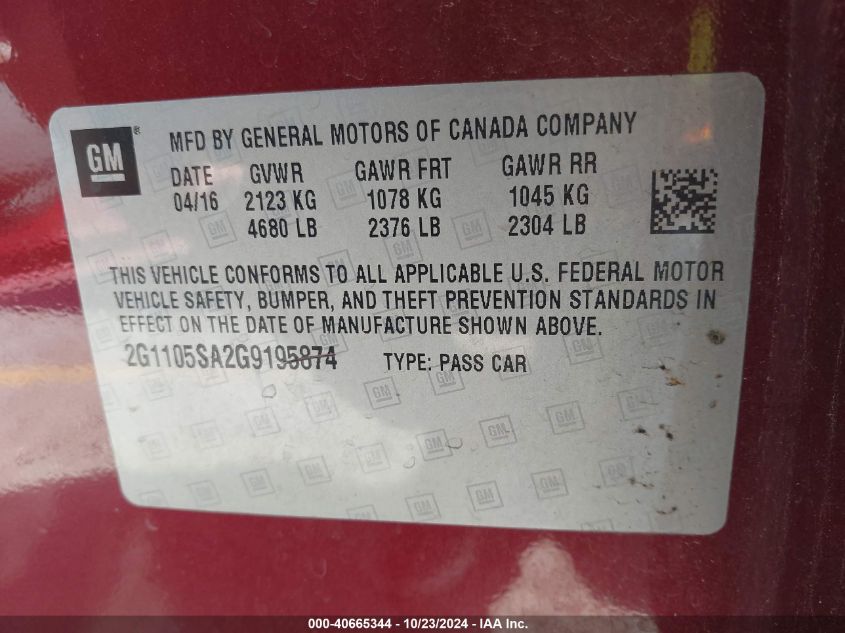 GM ®
MFD BY GENERAL MOTORS OF CANADA COMPANY
DATE GVWR GAWR FRT GAWR RR
04/16 2123 KG 1078 KG 1045 KG
4680 LB 2376 LB 2304 LB
THIS VEHICLE CONFORMS TO ALL APPLICABLE U.S. FEDERAL MOTOR
VEHICLE SAFETY, BUMPER, AND THEFT PREVENTION STANDARDS IN
EFFECT ON THE DATE OF MANUFACTURE SHOWN ABOVE.
2G1105SA2G9195874 TYPE: PASS CAR
000-40665344 / 10/23/2024 - IAA Inc.